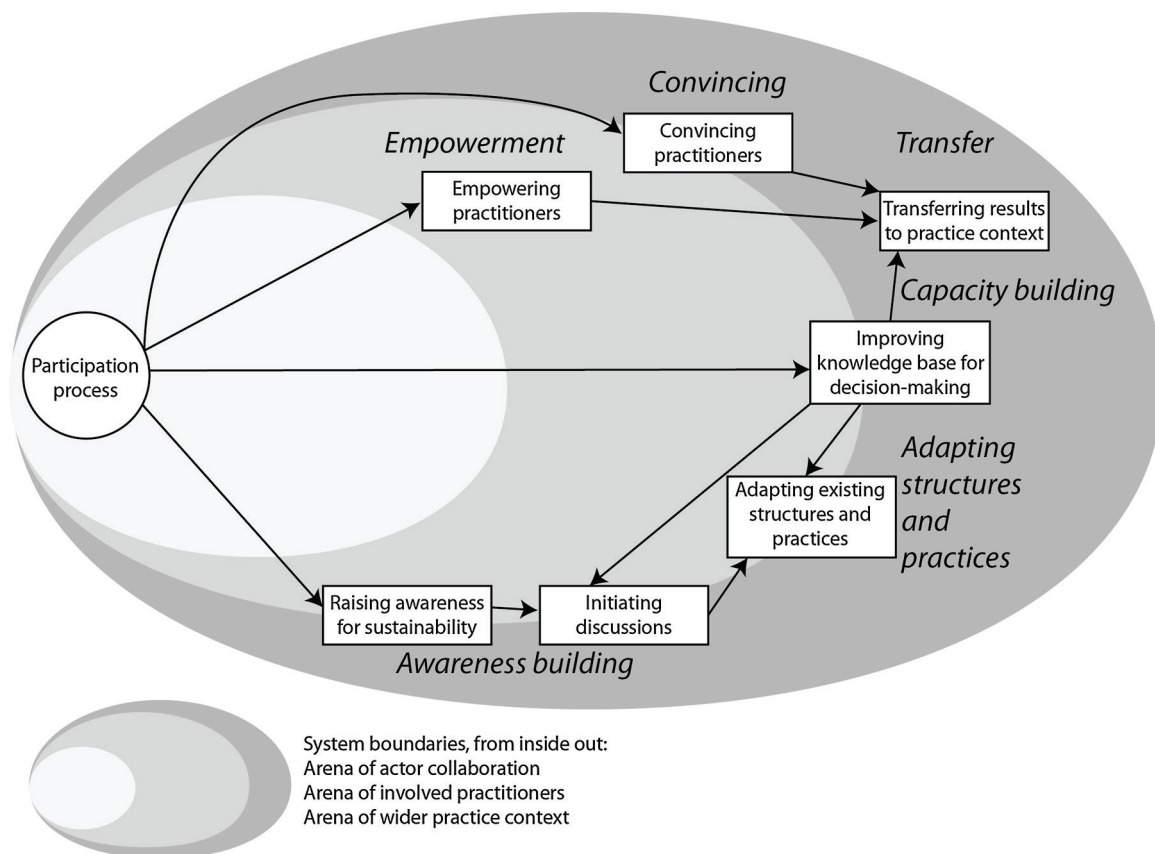 Convincing
Convincing
practitioners
Empowerment
Transfer
Empowering
practitioners
Transferring results
to practice context
Capacity building
Participation
process
Improving
knowledge base for
decision-making
Adapting
structures
and
practices
Adapting existing
structures and
practices
Raising awareness
for sustainability
Initiating
discussions
Awareness building
System boundaries, from inside out:
Arena of actor collaboration
Arena of involved practitioners
Arena of wider practice context